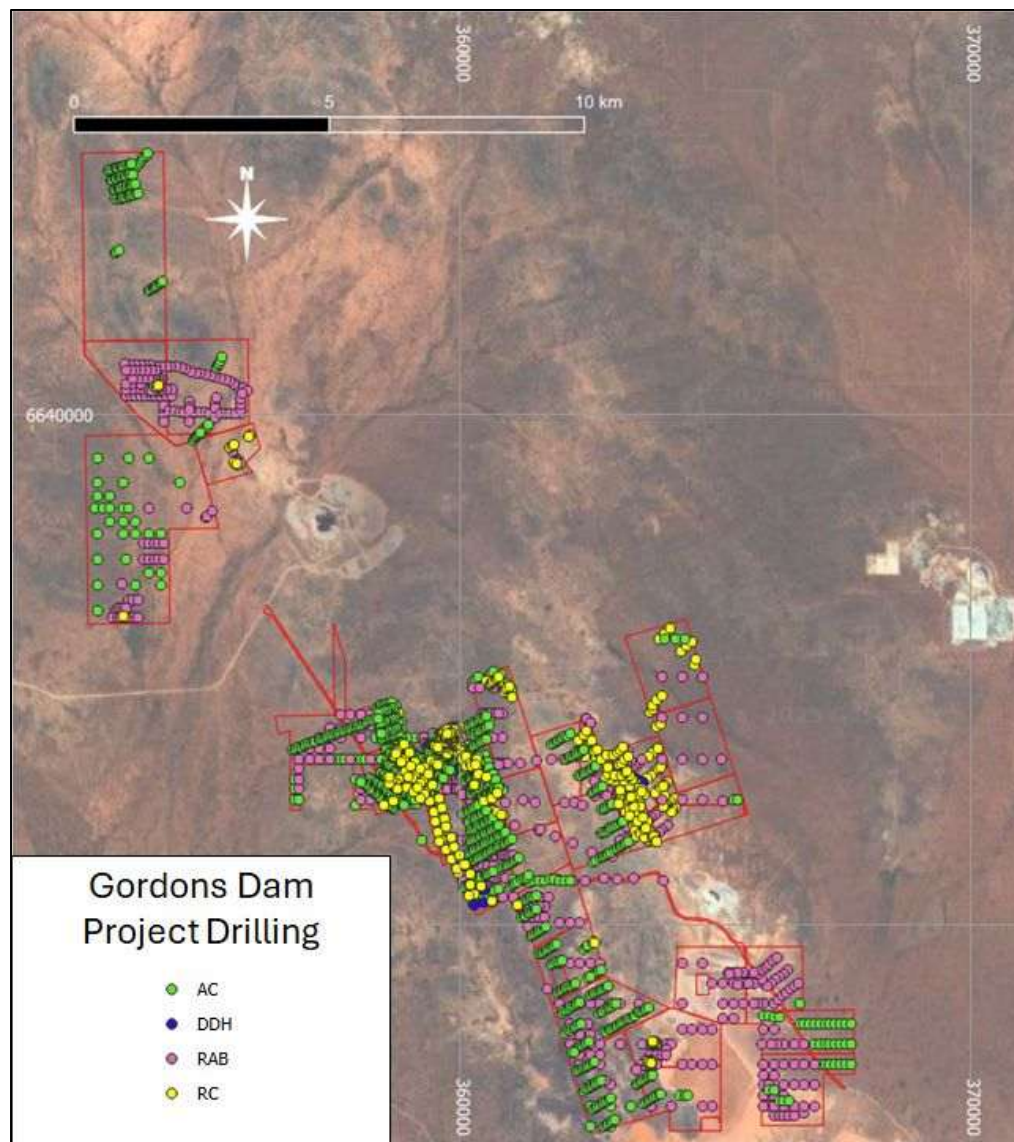 360000
370000
0 5 10 km
N
6640000
Gordons Dam
Project Drilling
AC
DDH
RAB
RC
360000
370000